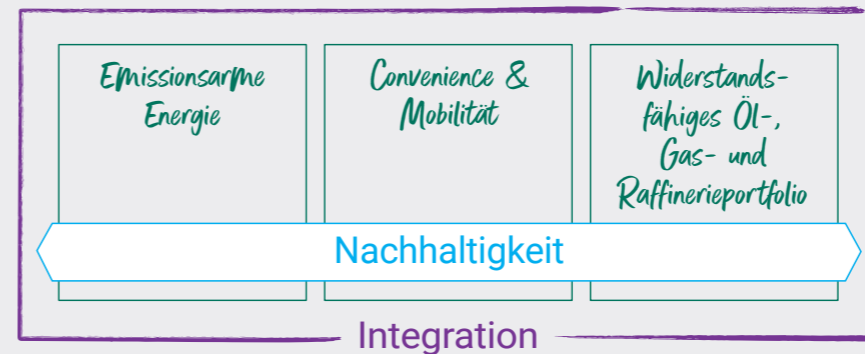 Emissionsarme
Energie
Convenience &
Mobilität
Widerstands-
fähiges Öl-,
Gas- und
Raffinerieportfolio
Nachhaltigkeit
Integration